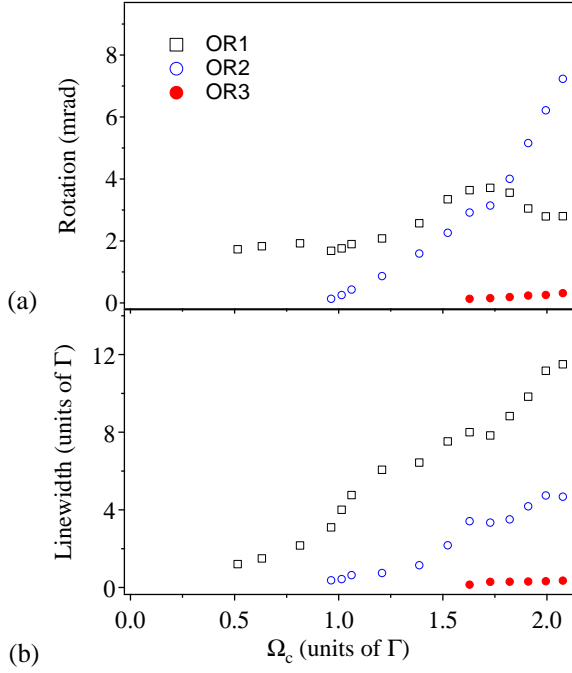 8
6
4
2
0
Rotation (mrad)
OR1
OR2
OR3
(a)
12
8
4
0
Linewidth (units of Γ)
0.0 0.5 1.0 1.5 2.0
Ω_c (units of Γ)
(b)